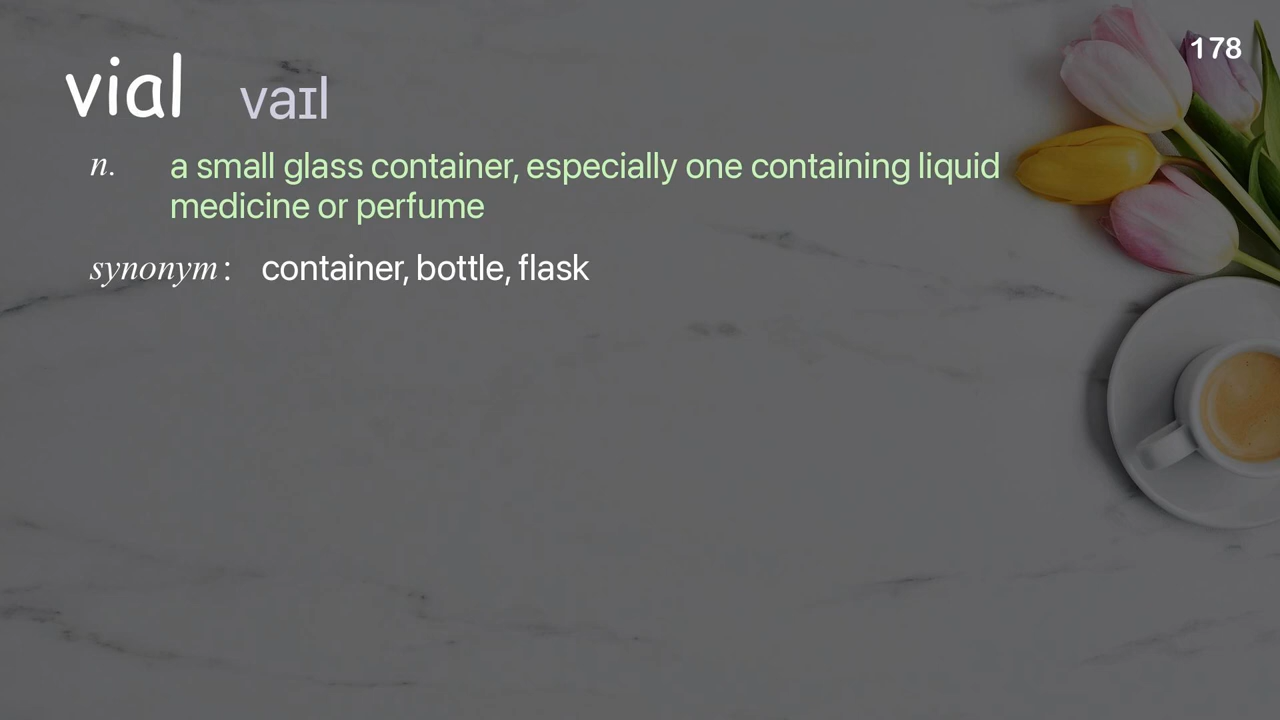 178
vial vaɪl
n. a small glass container, especially one containing liquid
medicine or perfume
synonym: container, bottle, flask